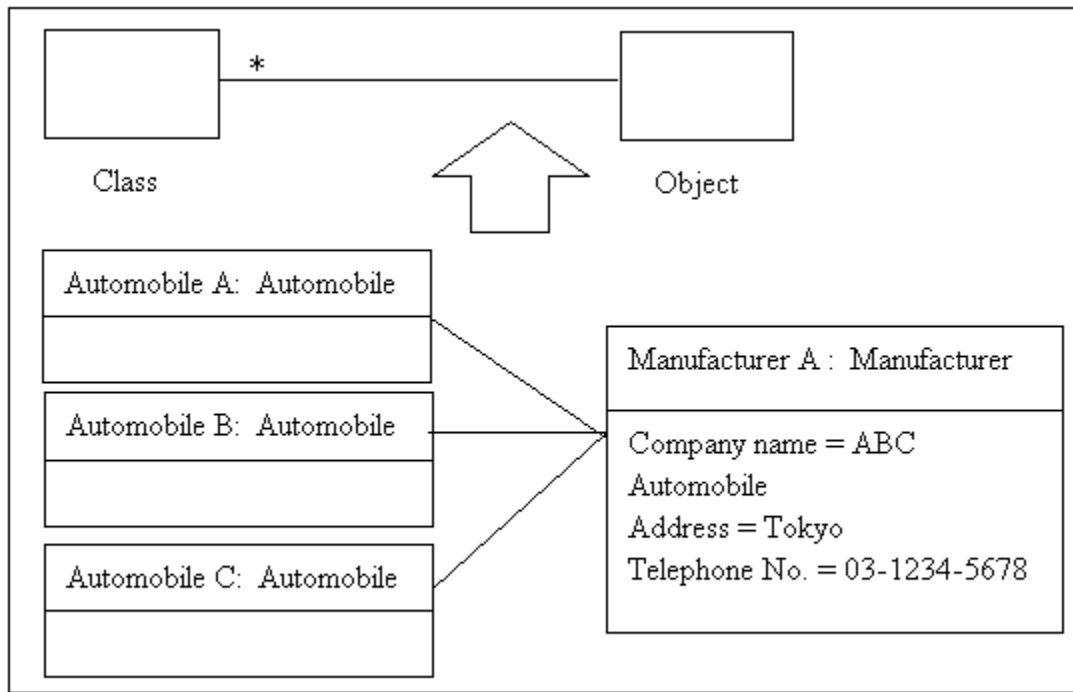 *
Class
Object
Automobile A:  Automobile
Automobile B:  Automobile
Automobile C:  Automobile
Manufacturer A :  Manufacturer
Company name = ABC
Automobile
Address = Tokyo
Telephone No. = 03-1234-5678